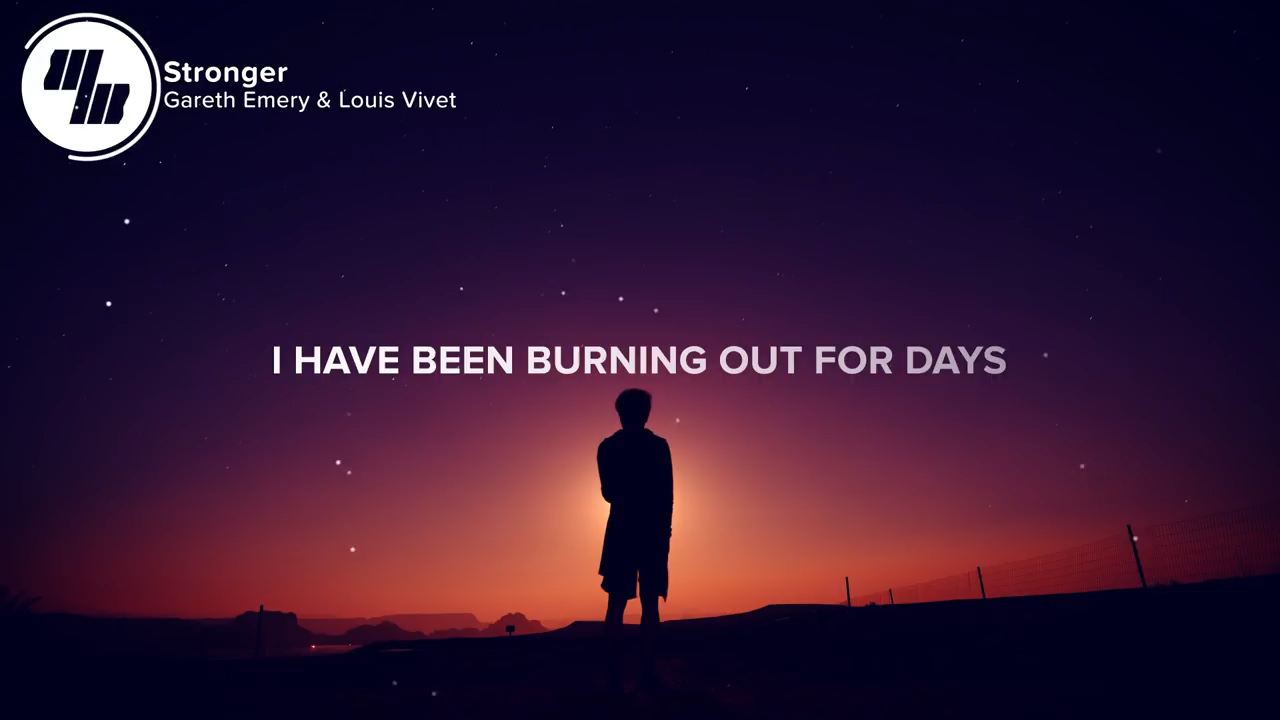 Stronger
Gareth Emery & Louis Vivet
I HAVE BEEN BURNING OUT FOR DAYS